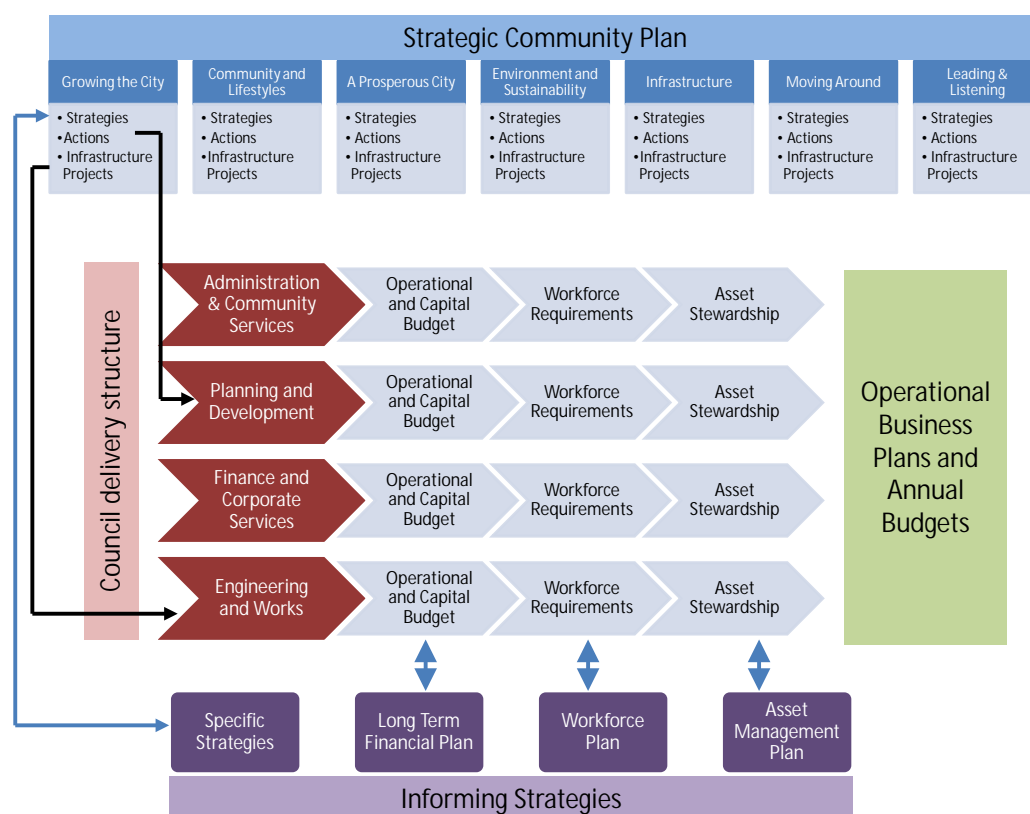 Strategic Community Plan
Growing the City
Community and
Lifestyles
A Prosperous City
Environment and
Sustainability
Infrastructure
Moving Around
Leading &
Listening
• Strategies
•Actions
• Infrastructure
Projects
• Strategies
• Actions
•Infrastructure
Projects
• Strategies
• Actions
• Infrastructure
Projects
• Strategies
• Actions
• Infrastructure
Projects
• Strategies
• Actions
•Infrastructure
Projects
• Strategies
• Actions
• Infrastructure
Projects
• Strategies
• Actions
• Infrastructure
Projects
Council delivery structure
Administration
& Community
Services
Operational
and Capital
Budget
Workforce
Requirements
Asset
Stewardship
Planning and
Development
Operational
and Capital
Budget
Workforce
Requirements
Asset
Stewardship
Finance and
Corporate
Services
Operational
and Capital
Budget
Workforce
Requirements
Asset
Stewardship
Engineering
and Works
Operational
and Capital
Budget
Workforce
Requirements
Asset
Stewardship
Operational
Business
Plans and
Annual
Budgets
Specific
Strategies
Long Term
Financial Plan
Workforce
Plan
Asset
Management
Plan
Informing Strategies